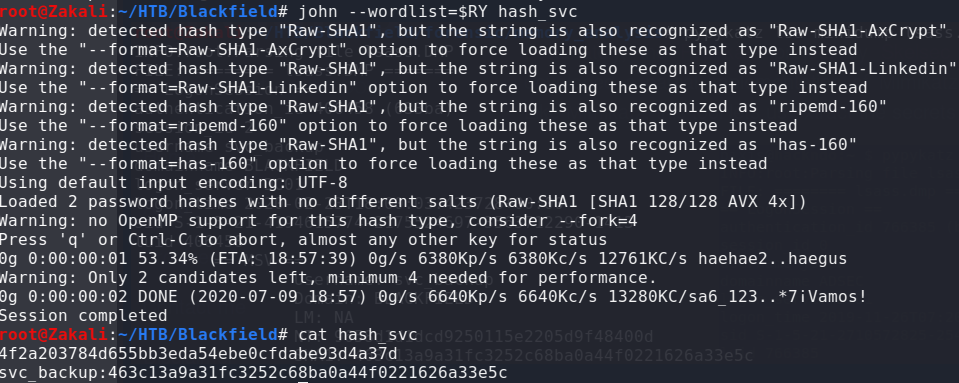 root@Zakali:~/HTB/Blackfield# john --wordlist=$RY hash_svc
Warning: detected hash type "Raw-SHA1", but the string is also recognized as "Raw-SHA1-AxCrypt"
Use the "--format=Raw-SHA1-AxCrypt" option to force loading these as that type instead
Warning: detected hash type "Raw-SHA1", but the string is also recognized as "Raw-SHA1-Linkedin"
Use the "--format=Raw-SHA1-Linkedin" option to force loading these as that type instead
Warning: detected hash type "Raw-SHA1", but the string is also recognized as "ripemd-160"
Use the "--format=ripemd-160" option to force loading these as that type instead
Warning: detected hash type "Raw-SHA1", but the string is also recognized as "has-160"
Use the "--format=has-160" option to force loading these as that type instead
Using default input encoding: UTF-8
Loaded 2 password hashes with no different salts (Raw-SHA1 [SHA1 128/128 AVX 4x])
Warning: no OpenMP support for this hash type, consider --fork=4
Press 'q' or Ctrl-C to abort, almost any other key for status
0g 0:00:00:01 53.34% (ETA: 18:57:39) 0g/s 6380Kp/s 6380Kc/s 12761KC/s haehae2..haegus
Warning: Only 2 candidates left, minimum 4 needed for performance.
0g 0:00:00:02 DONE (2020-07-09 18:57) 0g/s 6640Kp/s 6640Kc/s 13280KC/sa6_123..*7¡Vamos!
Session completed
LM: NA
root@Zakali:~/HTB/Blackfield# cat hash_svc
4f2a203784d655bb3eda54ebe0cfdabe93d4a37d
svc_backup:463c13a9a31fc3252c68ba0a44f0221626a33e5c